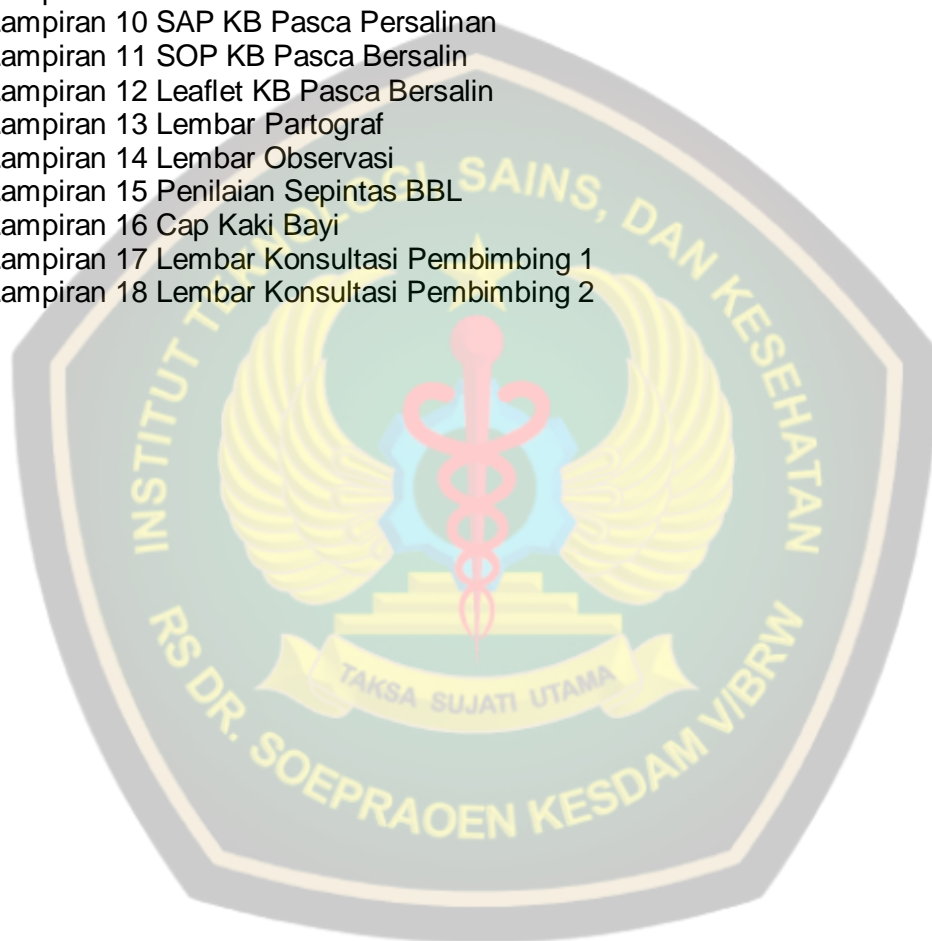 ampiran 10 SAP KB Pasca Persalinan
ampiran 11 SOP KB Pasca Bersalin
ampiran 12 Leaflet KB Pasca Bersalin
ampiran 13 Lembar Partograf
ampiran 14 Lembar Observasi
ampiran 15 Penilaian Sepintas BBL
ampiran 16 Cap Kaki Bayi
ampiran 17 Lembar Konsultasi Pembimbing 1
ampiran 18 Lembar Konsultasi Pembimbing 2
INSTITUT TEKNOLOGI, SAINS, DAN KESEHATAN
TAKSA SUJATI UTAMA
RS DR. SOEPRAOEN KESDAM V/BRW